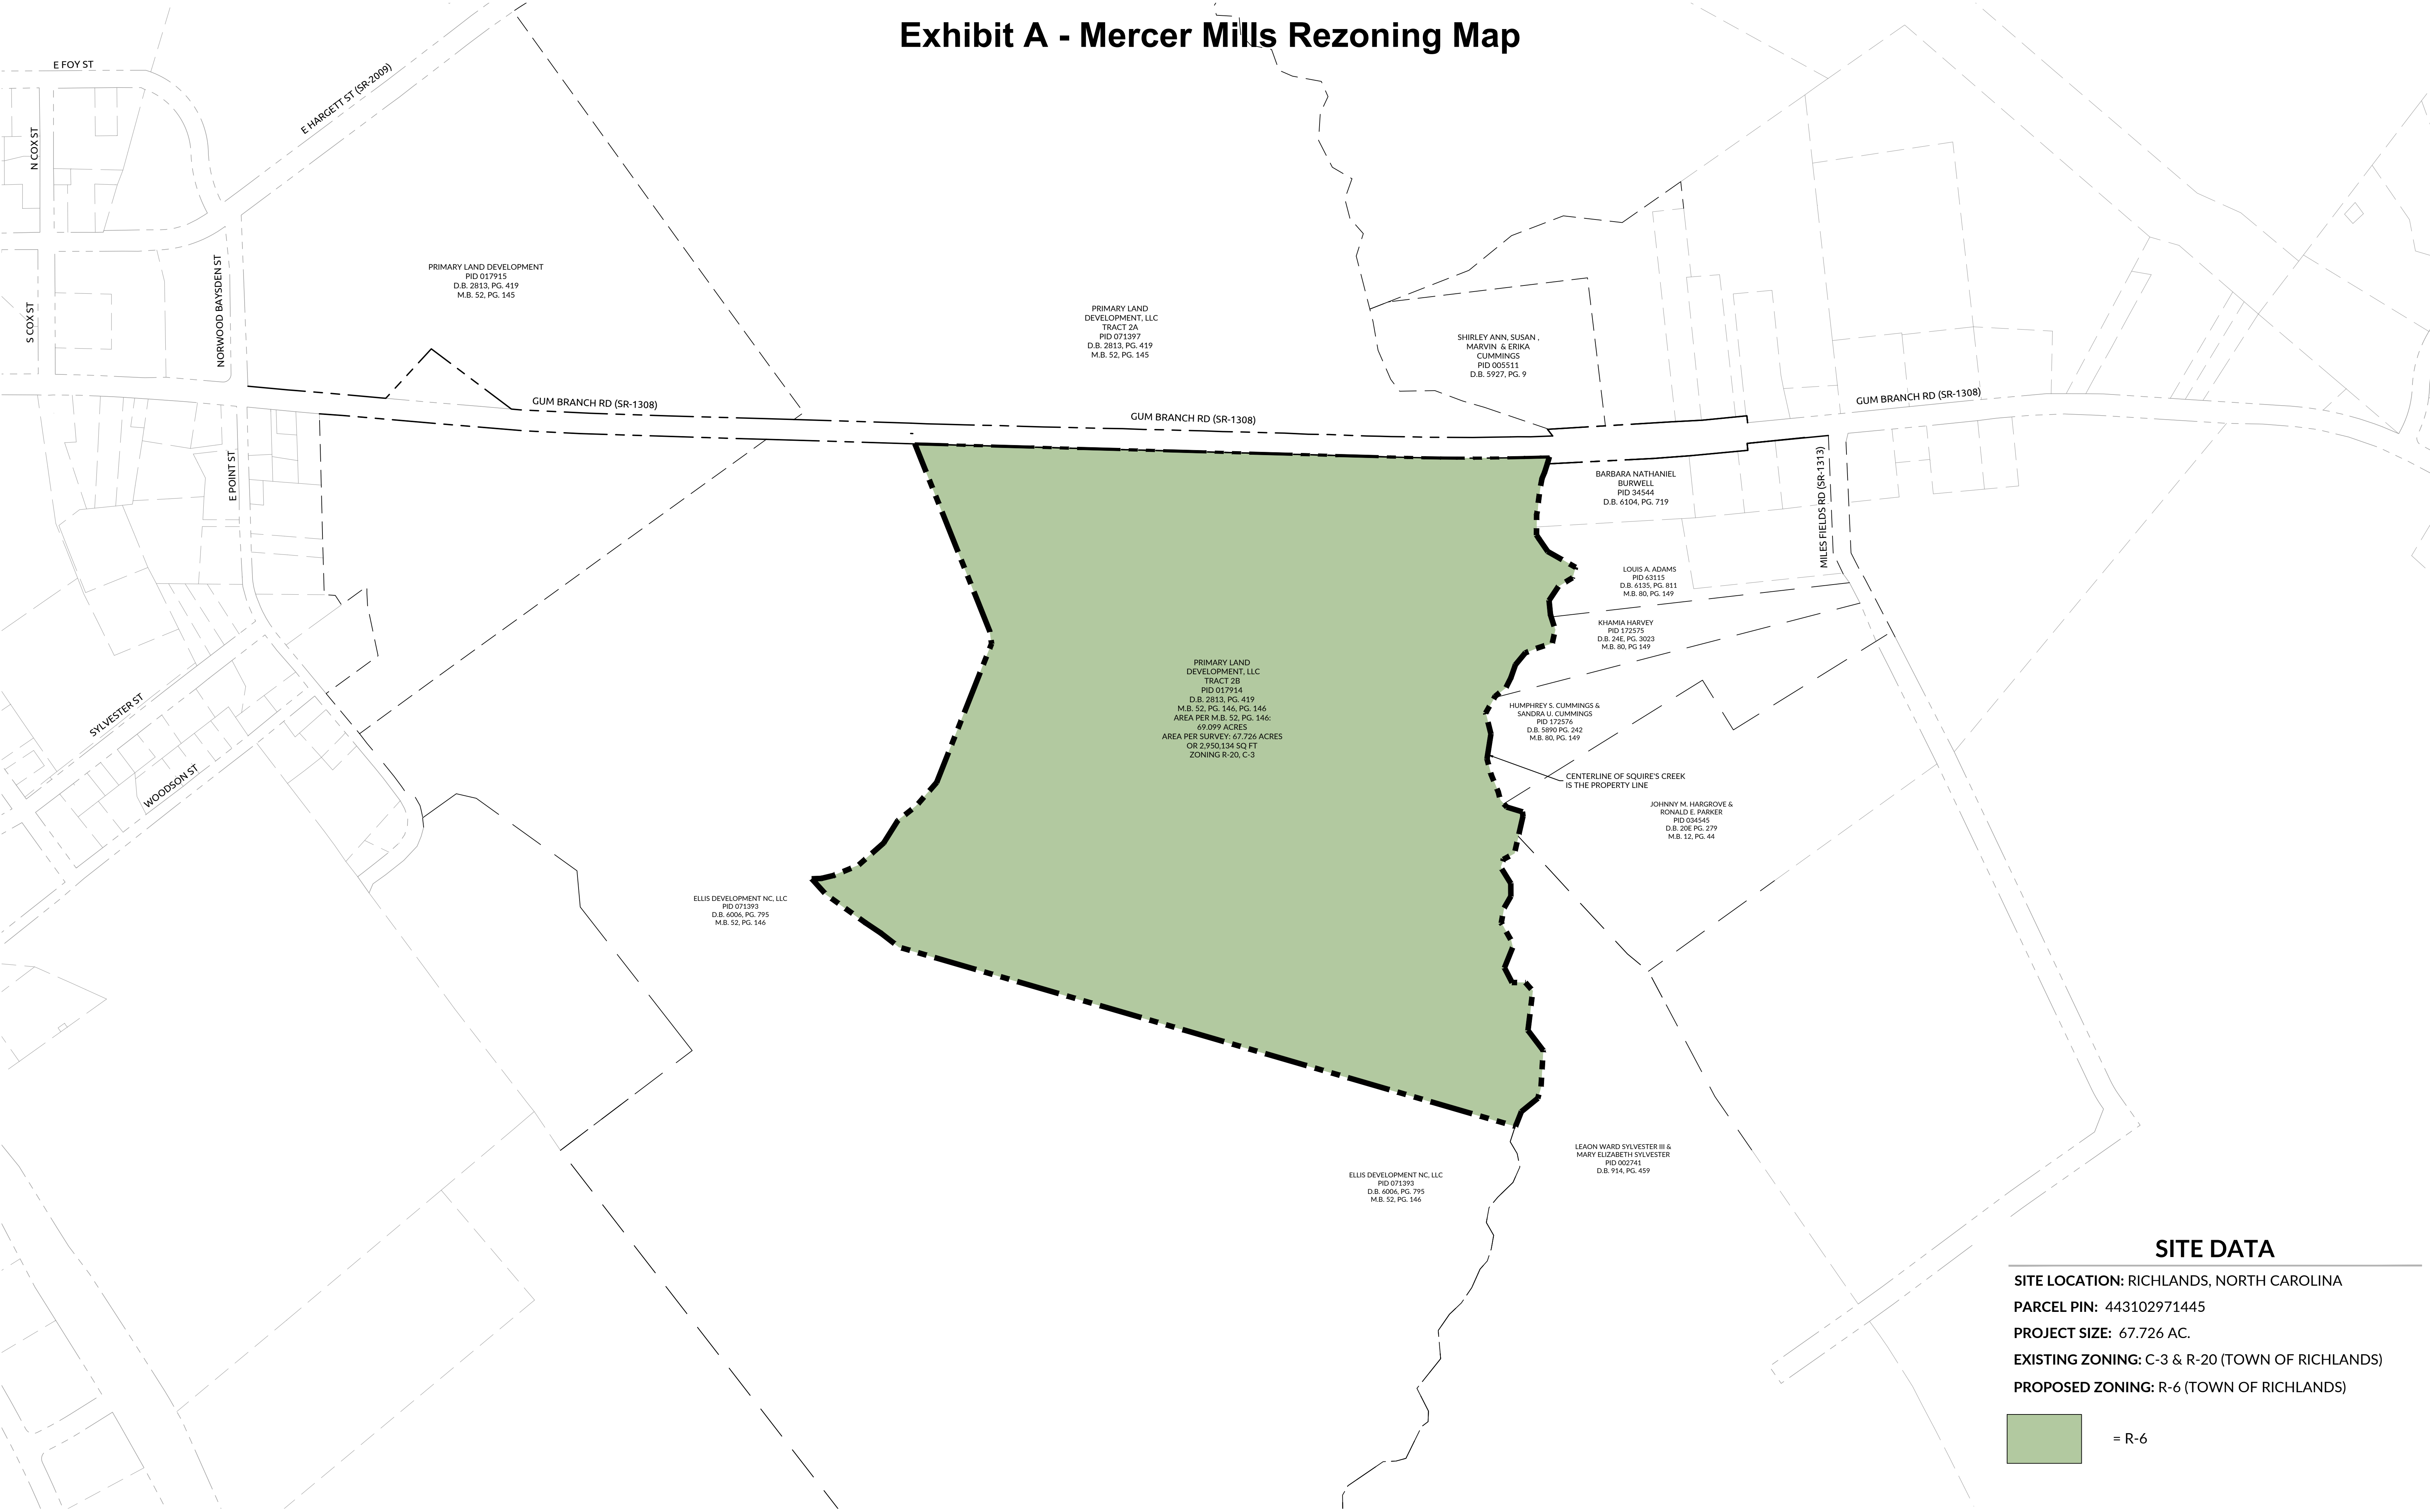 Exhibit A - Mercer Mills Rezoning Map
E FOY ST
E HARGETT ST (SR-2009)
N COX ST
S COX ST
NORWOOD BAYSDEN ST
PRIMARY LAND DEVELOPMENT
PID 017915
D.B. 2813, PG. 419
M.B. 52, PG. 145
PRIMARY LAND
DEVELOPMENT, LLC
TRACT 2A
PID 071397
D.B. 2813, PG. 419
M.B. 52, PG. 145
SHIRLEY ANN, SUSAN ,
MARVIN & ERIKA
CUMMINGS
PID 005511
D.B. 5927, PG. 9
GUM BRANCH RD (SR-1308)
GUM BRANCH RD (SR-1308)
GUM BRANCH RD (SR-1308)
E POINT ST
BARBARA NATHANIEL
BURWELL
PID 34544
D.B. 6104, PG. 719
MILES FIELDS RD (SR-1313)
LOUIS A. ADAMS
PID 63115
D.B. 6135, PG. 811
M.B. 80, PG. 149
KHAMIA HARVEY
PID 172575
D.B. 24E, PG. 3023
M.B. 80, PG 149
PRIMARY LAND
DEVELOPMENT, LLC
TRACT 2B
PID 017914
D.B. 2813, PG. 419
M.B. 52, PG. 146, PG. 146
AREA PER M.B. 52, PG. 146:
69.099 ACRES
AREA PER SURVEY: 67.726 ACRES
OR 2,950,134 SQ FT
ZONING R-20, C-3
HUMPHREY S. CUMMINGS &
SANDRA U. CUMMINGS
PID 172576
D.B. 5890 PG. 242
M.B. 80, PG. 149
SYLVESTER ST
WOODSON ST
CENTERLINE OF SQUIRE'S CREEK
IS THE PROPERTY LINE
JOHNNY M. HARGROVE &
RONALD E. PARKER
PID 034545
D.B. 20E PG. 279
M.B. 12, PG. 44
ELLIS DEVELOPMENT NC, LLC
PID 071393
D.B. 6006, PG. 795
M.B. 52, PG. 146
LEAON WARD SYLVESTER III &
MARY ELIZABETH SYLVESTER
PID 002741
D.B. 914, PG. 459
ELLIS DEVELOPMENT NC, LLC
PID 071393
D.B. 6006, PG. 795
M.B. 52, PG. 146
SITE DATA
SITE LOCATION: RICHLANDS, NORTH CAROLINA
PARCEL PIN: 443102971445
PROJECT SIZE: 67.726 AC.
EXISTING ZONING: C-3 & R-20 (TOWN OF RICHLANDS)
PROPOSED ZONING: R-6 (TOWN OF RICHLANDS)
= R-6